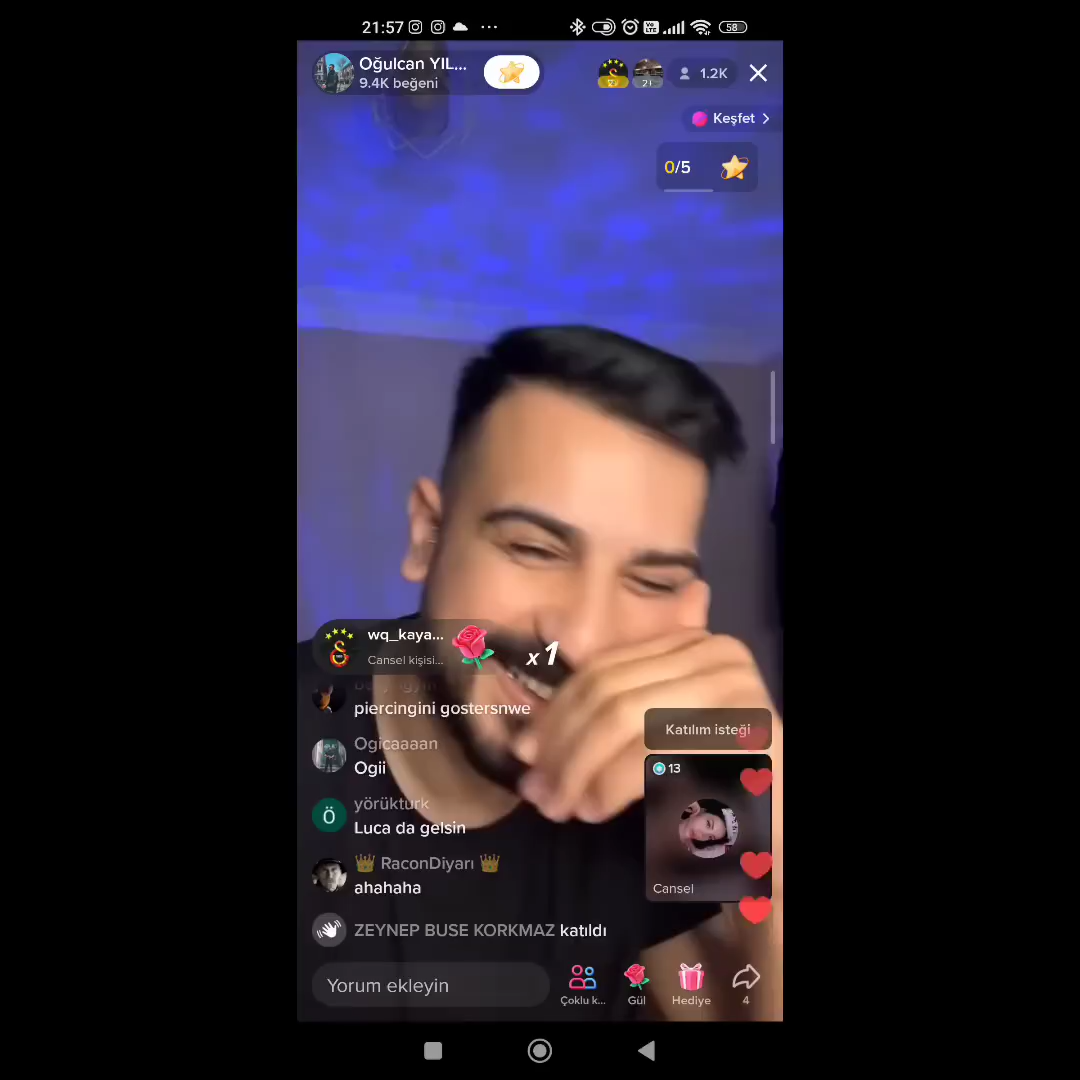 21:57
58
Oğulcan YIL...
9.4K beğeni
1.2K
Keşfet
0/5
wq_kaya...
Cansel kişisi...
x1
piercingini gostersnwe
Ogicaaaan
Ogii
yörükturk
Ö
Luca da gelsin
RaconDiyarı
ahahaha
ZEYNEP BUSE KORKMAZ katıldı
Katılım isteği
13
Cansel
Yorum ekleyin
Çoklu k...
Gül
Hediye
4